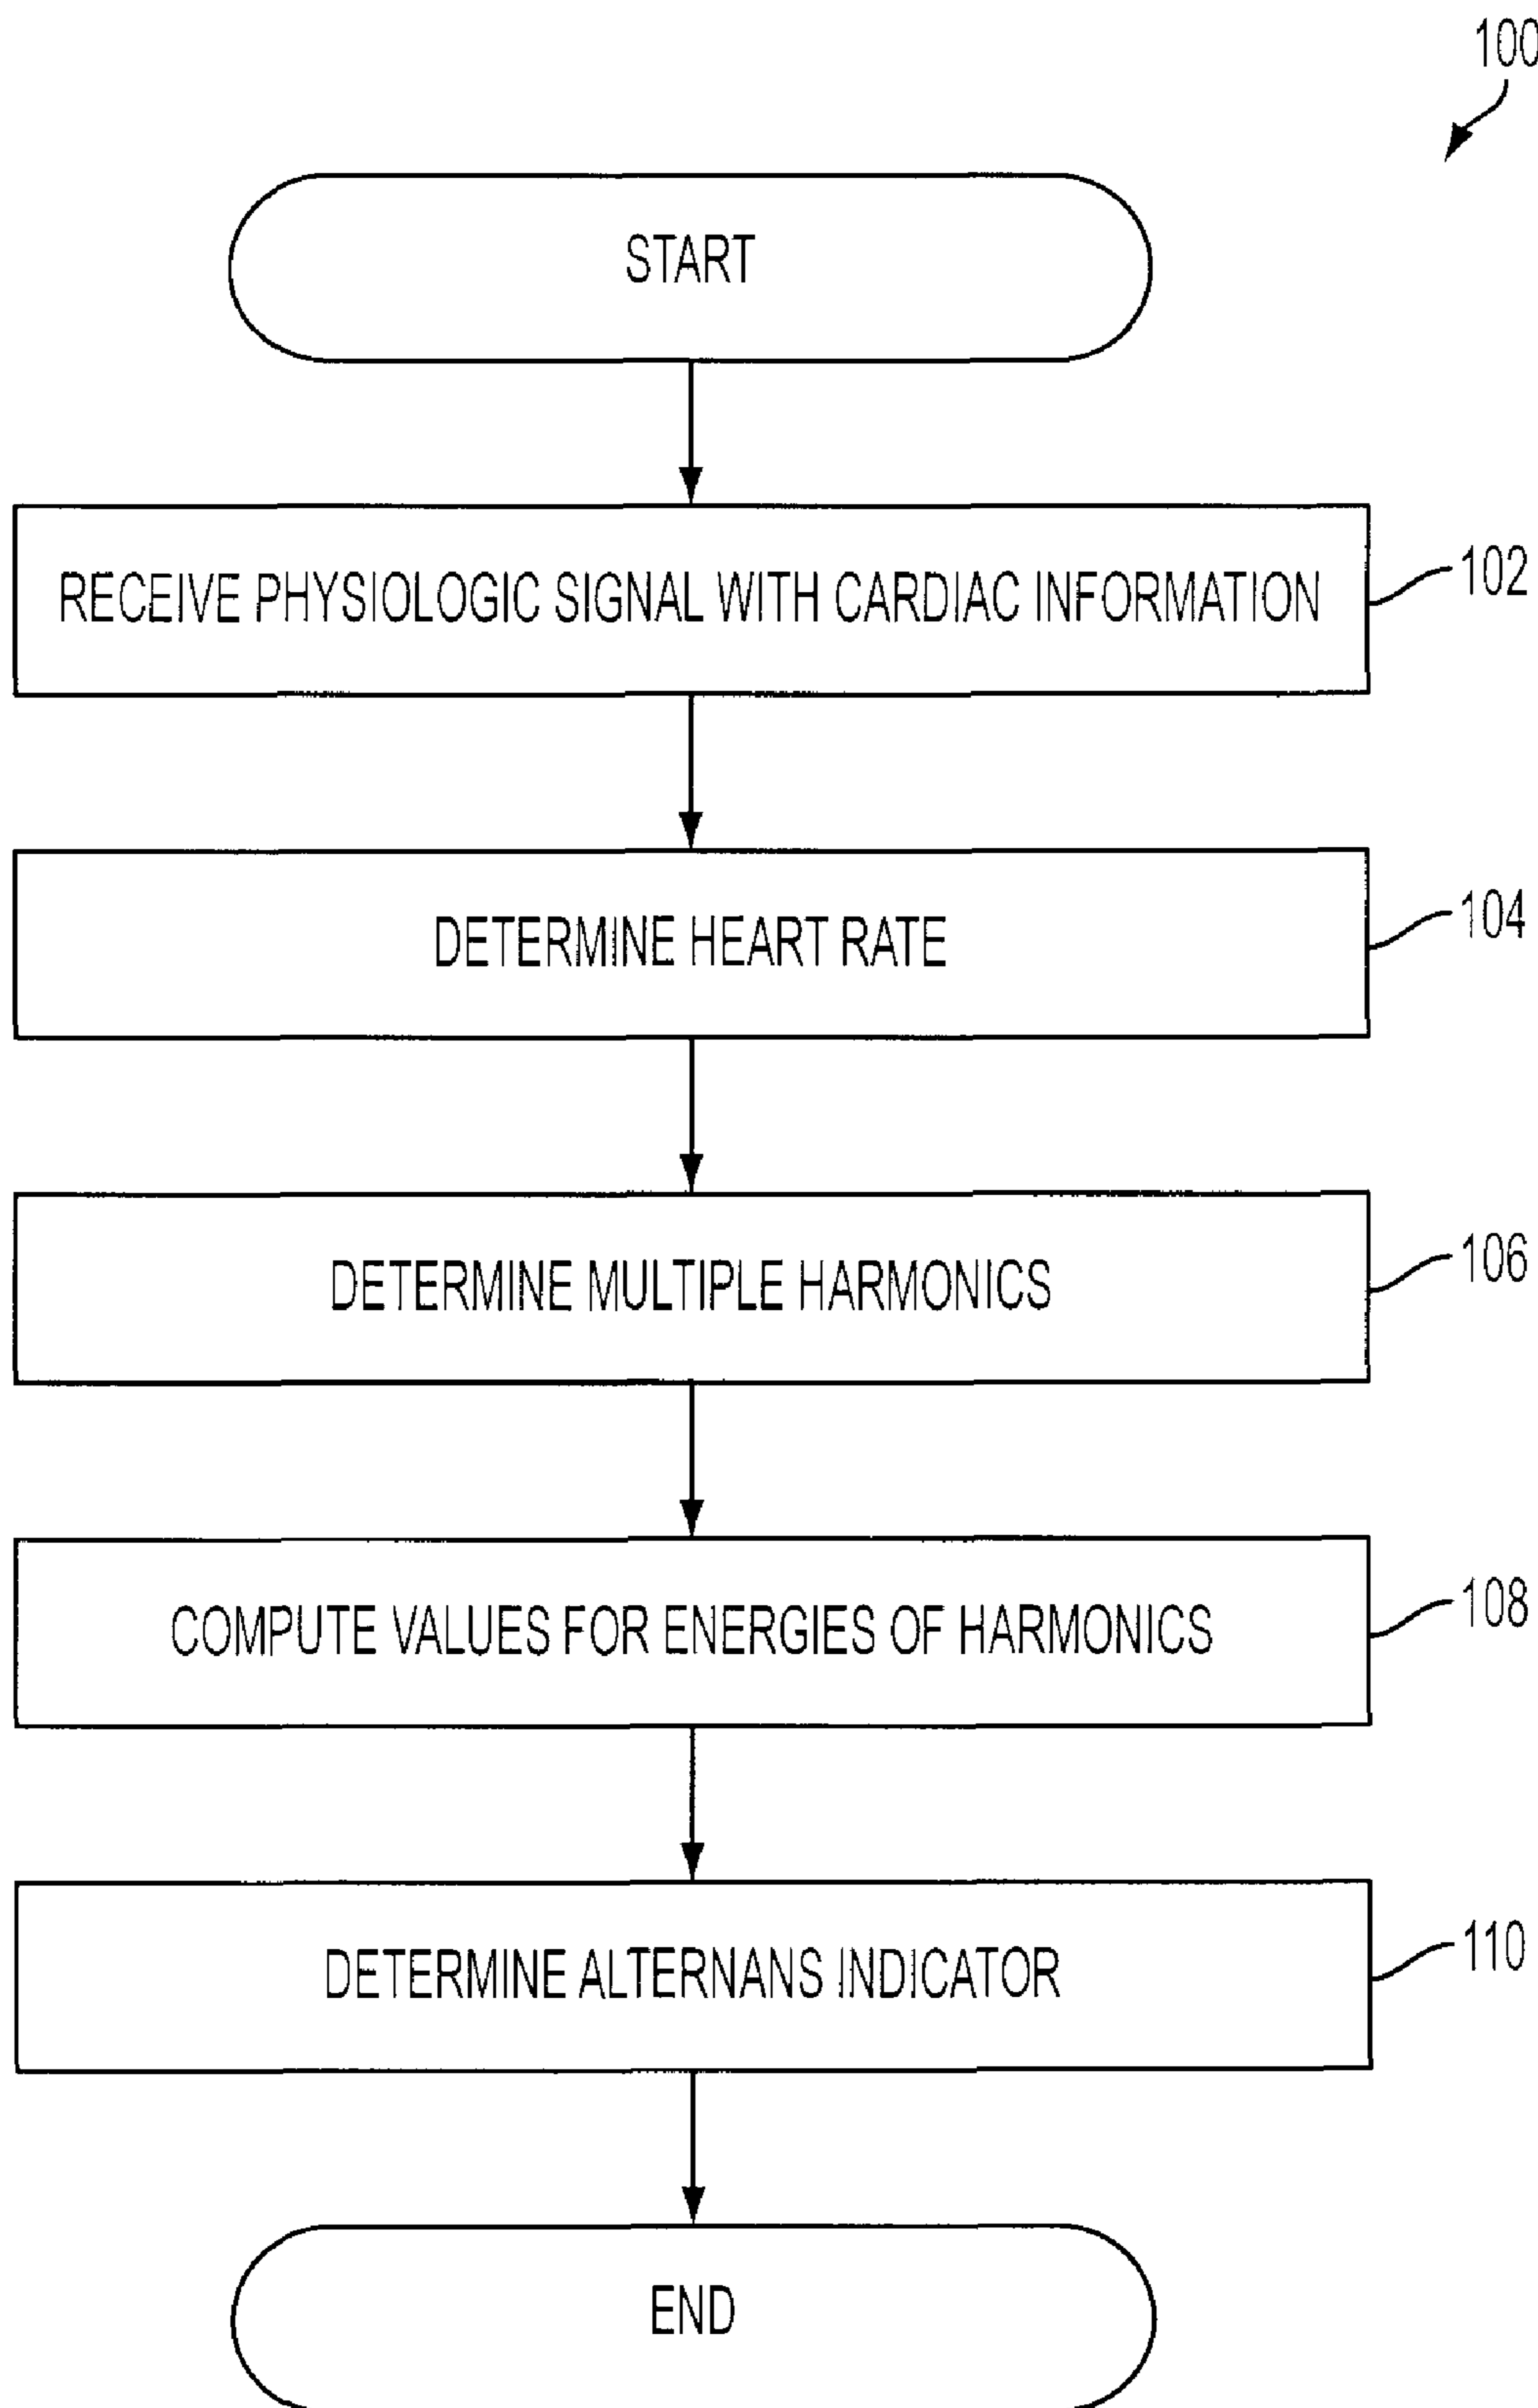 100
START
RECEIVE PHYSIOLOGIC SIGNAL WITH CARDIAC INFORMATION
102
DETERMINE HEART RATE
104
DETERMINE MULTIPLE HARMONICS
106
COMPUTE VALUES FOR ENERGIES OF HARMONICS
108
DETERMINE ALTERNANS INDICATOR
110
END